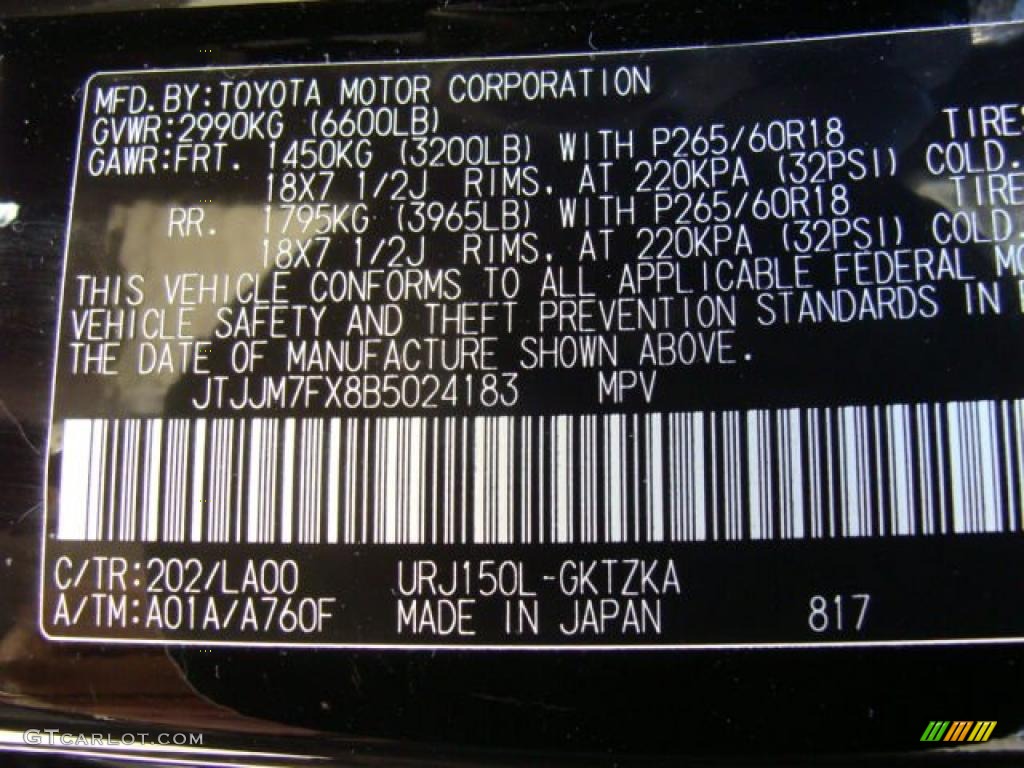 MFD.BY:TOYOTA MOTOR CORPORATION
GVWR:2990KG (6600LB)
GAWR:FRT. 1450KG (3200LB) WITH P265/60R18 TIRE
18X7 1/2J RIMS, AT 220KPA (32PSI) COLD.
RR. 1795KG (3965LB) WITH P265/60R18 TIRE
18X7 1/2J RIMS, AT 220KPA (32PSI) COLD.
THIS VEHICLE CONFORMS TO ALL APPLICABLE FEDERAL MO
VEHICLE SAFETY AND THEFT PREVENTION STANDARDS IN
THE DATE OF MANUFACTURE SHOWN ABOVE.
JTJJM7FX8B5024183 MPV
C/TR:202/LA00 URJ150L-GKTZKA
A/TM:A01A/A760F MADE IN JAPAN 817
GTCARLOT.COM